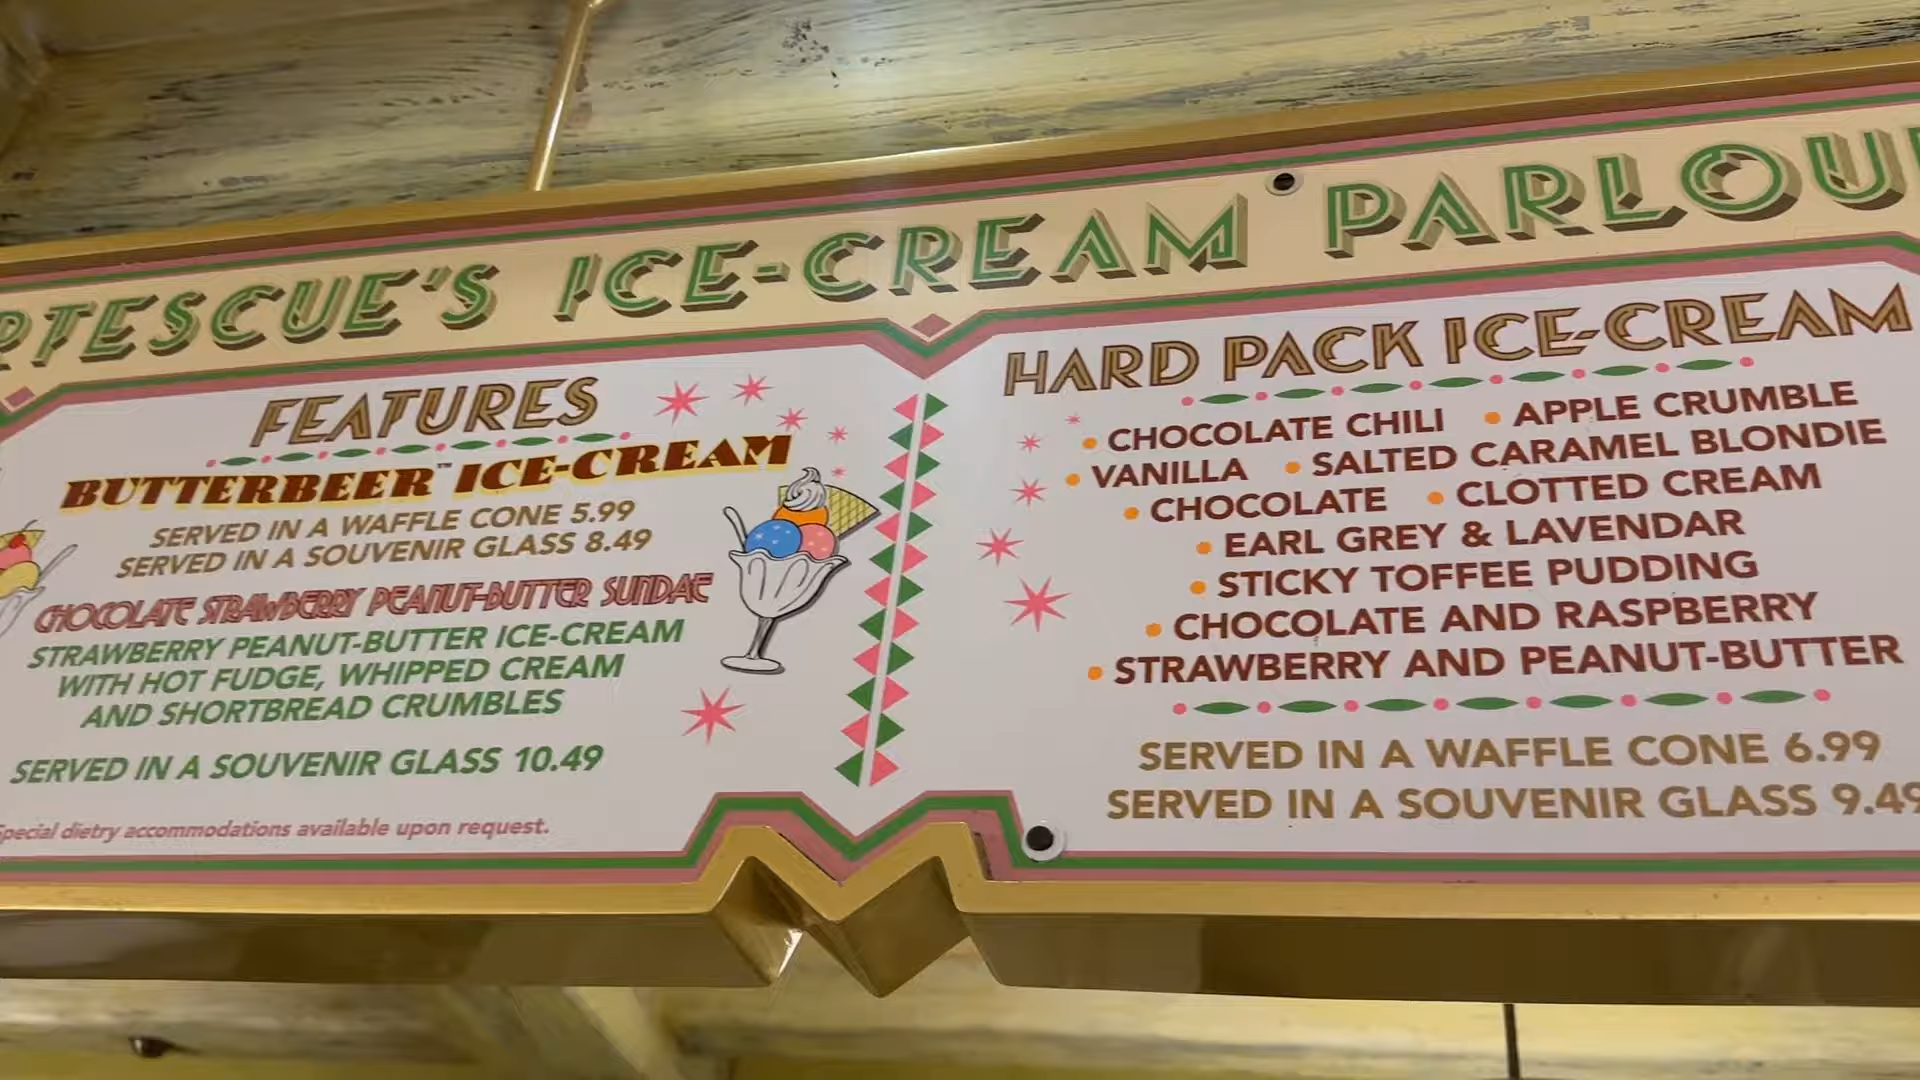 RTESCUE'S ICE-CREAM PARLOU
FEATURES
BUTTERBEER™ ICE-CREAM
SERVED IN A WAFFLE CONE 5.99
SERVED IN A SOUVENIR GLASS 8.49
CHOCOLATE STRAWBERRY PEANUT-BUTTER SUNDAE
STRAWBERRY PEANUT-BUTTER ICE-CREAM
WITH HOT FUDGE, WHIPPED CREAM
AND SHORTBREAD CRUMBLES
SERVED IN A SOUVENIR GLASS 10.49
Special dietry accommodations available upon request.
HARD PACK ICE-CREAM
• CHOCOLATE CHILI • APPLE CRUMBLE
• VANILLA • SALTED CARAMEL BLONDIE
• CHOCOLATE • CLOTTED CREAM
• EARL GREY & LAVENDAR
• STICKY TOFFEE PUDDING
• CHOCOLATE AND RASPBERRY
• STRAWBERRY AND PEANUT-BUTTER
SERVED IN A WAFFLE CONE 6.99
SERVED IN A SOUVENIR GLASS 9.49